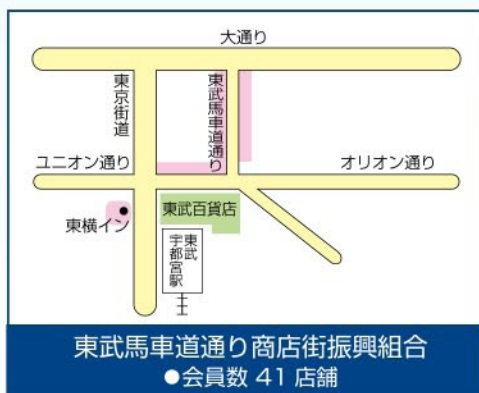 大通り
東京街道
東武馬車道通り
ユニオン通り
オリオン通り
東横イン
東武百貨店
東武
宇都宮駅
東武馬車道通り商店街振興組合
●会員数 41 店舗